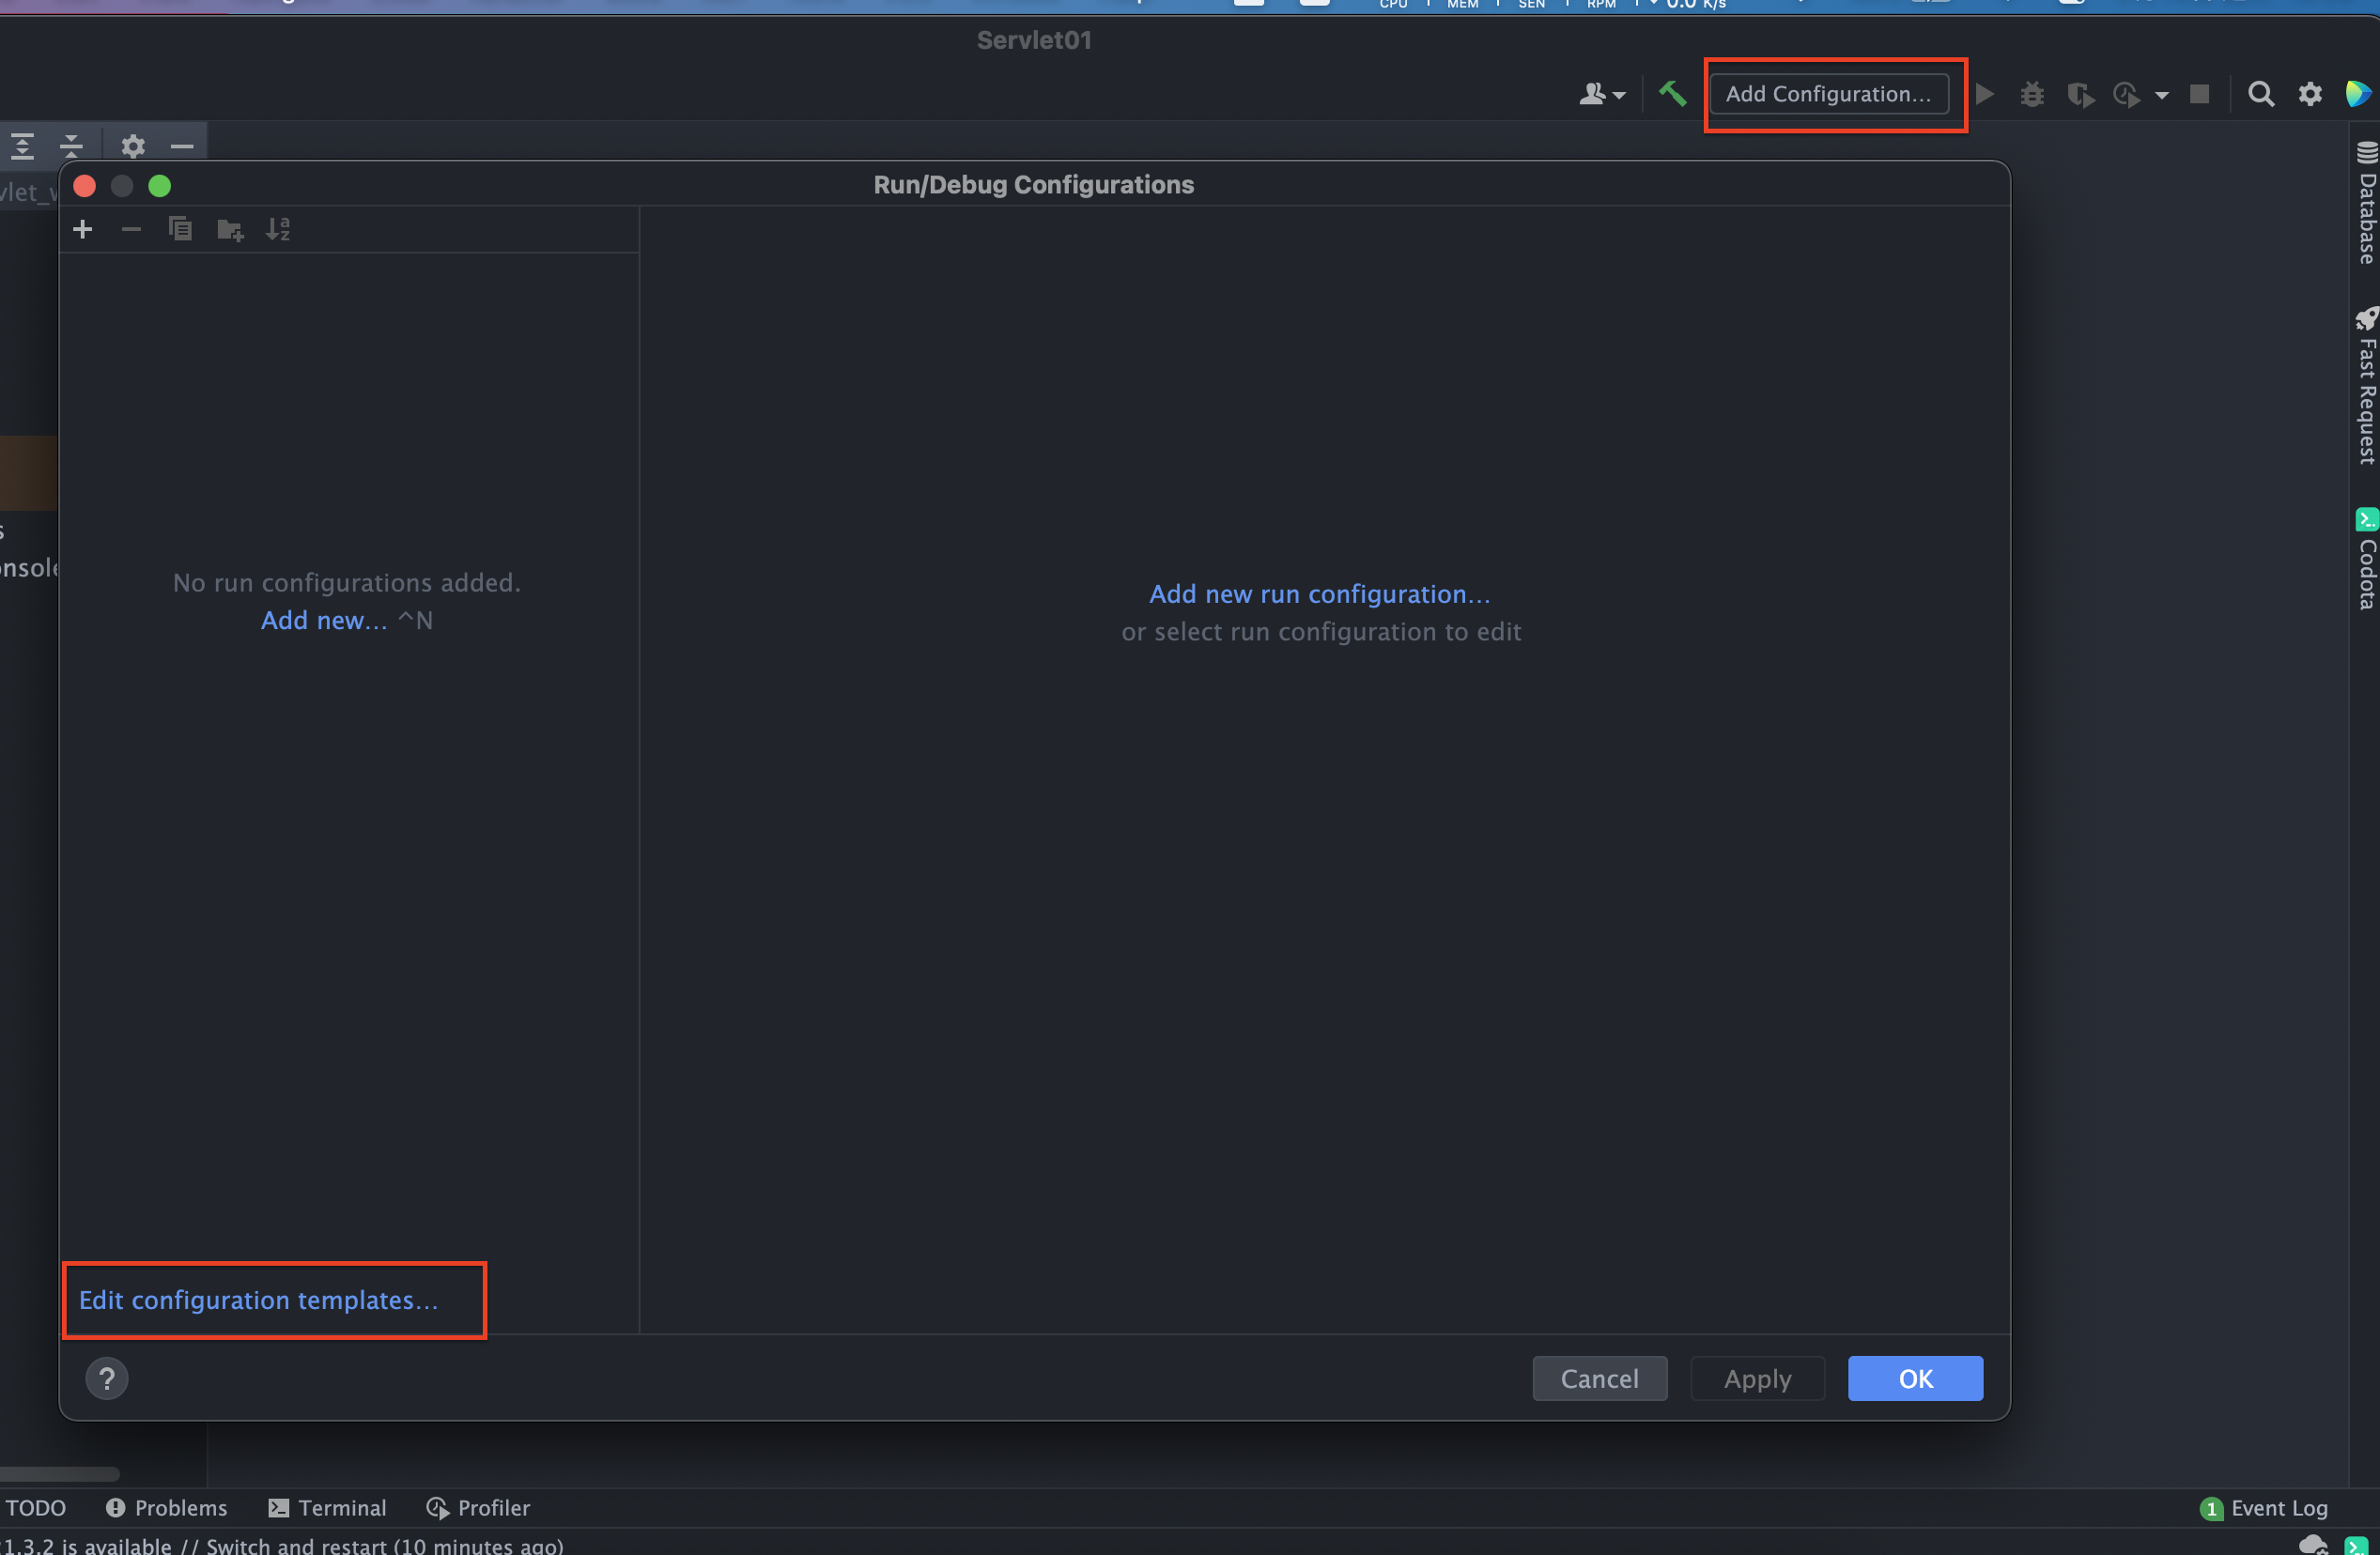 CPU MEM SEN RPM 0.0 K/s
Servlet01
Add Configuration...
Run/Debug Configurations
vlet_
No run configurations added.
Add new... ^N
Add new run configuration...
or select run configuration to edit
s
onsole
Edit configuration templates...
?
Cancel
Apply
OK
Database
Fast Request
Codota
TODO
Problems
Terminal
Profiler
1 Event Log
1.3.2 is available // Switch and restart (10 minutes ago)